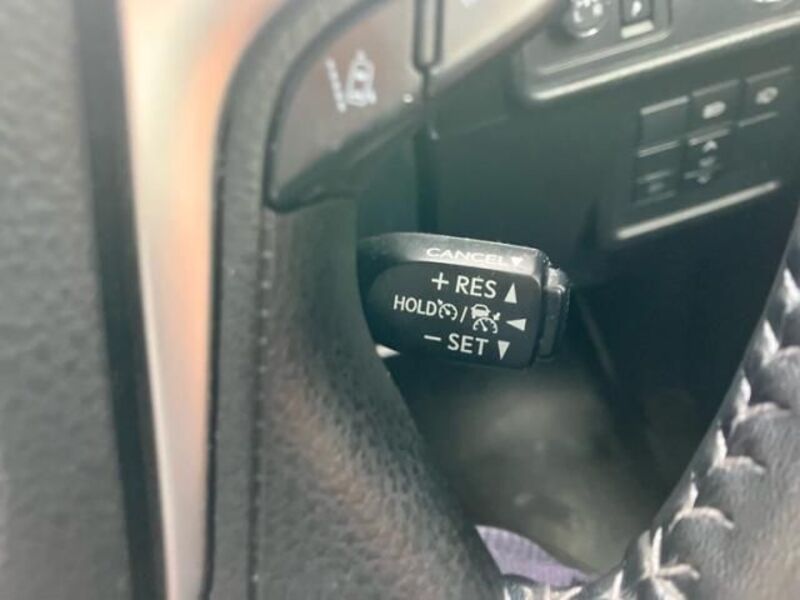 CANCEL
+ RES
HOLD /
- SET